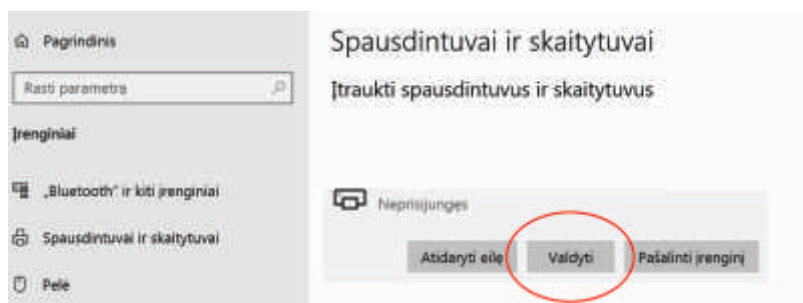 Pagrindinis
Rasti parametrą
Įrenginiai
„Bluetooth“ ir kiti įrenginiai
Spausdintuvai ir skaitytuvai
Pelė
Spausdintuvai ir skaitytuvai
Įtraukti spausdintuvus ir skaitytuvus
Neprisijungęs
Atidaryti eilę Valdyti Pašalinti įrenginį